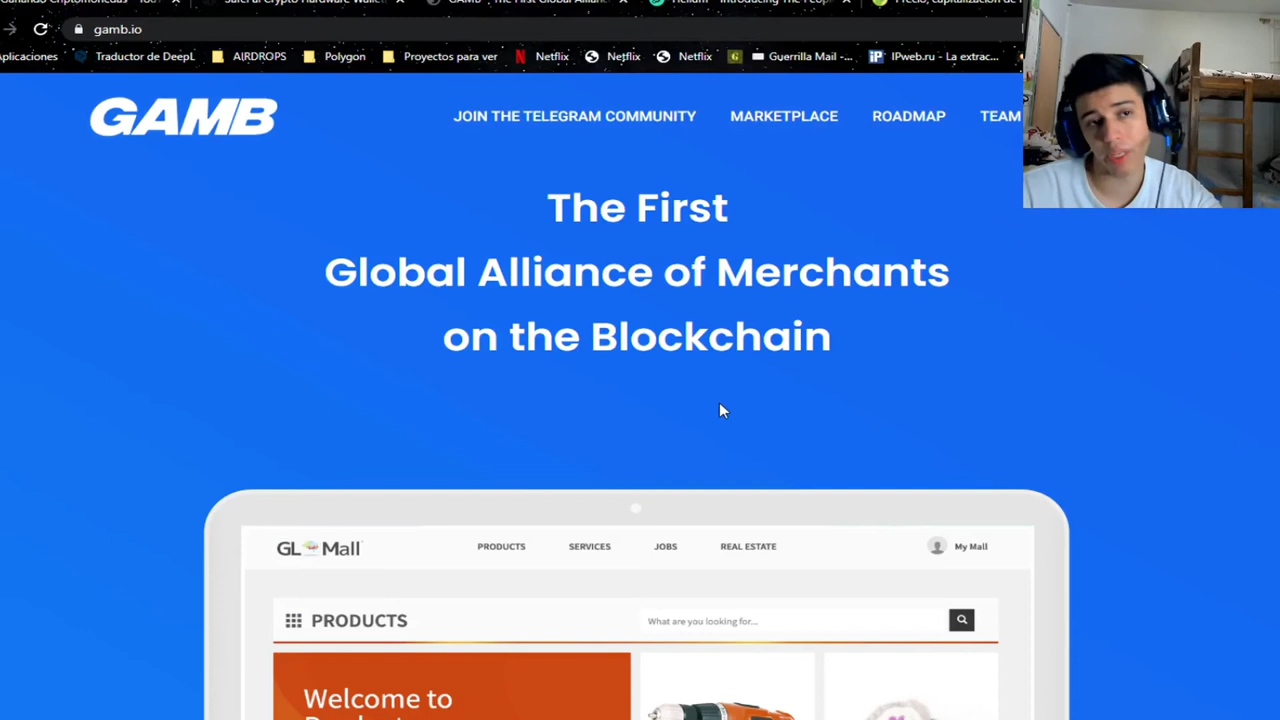 gamb.io
Aplicaciones Traductor de DeepL AIRDROPS Polygon Proyectos para ver Netflix Netflix Netflix Guerrilla Mail -... IPweb.ru - La extrac...
GAMB
JOIN THE TELEGRAM COMMUNITY MARKETPLACE ROADMAP TEAM
The First
Global Alliance of Merchants
on the Blockchain
GL Mall
PRODUCTS SERVICES JOBS REAL ESTATE My Mall
PRODUCTS What are you looking for...
Welcome to